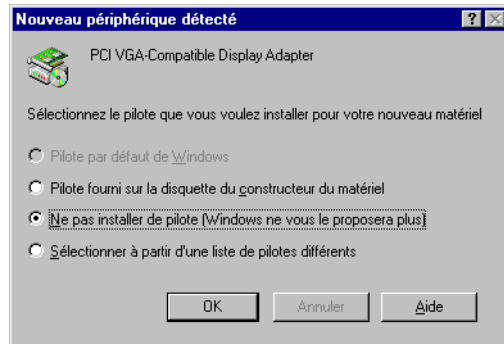 Nouveau périphérique détecté
PCI VGA-Compatible Display Adapter
Sélectionnez le pilote que vous voulez installer pour votre nouveau matériel
Pilote par défaut de Windows
Pilote fourni sur la disquette du constructeur du matériel
Ne pas installer de pilote (Windows ne vous le proposera plus)
Sélectionner à partir d'une liste de pilotes différents
OK Annuler Aide